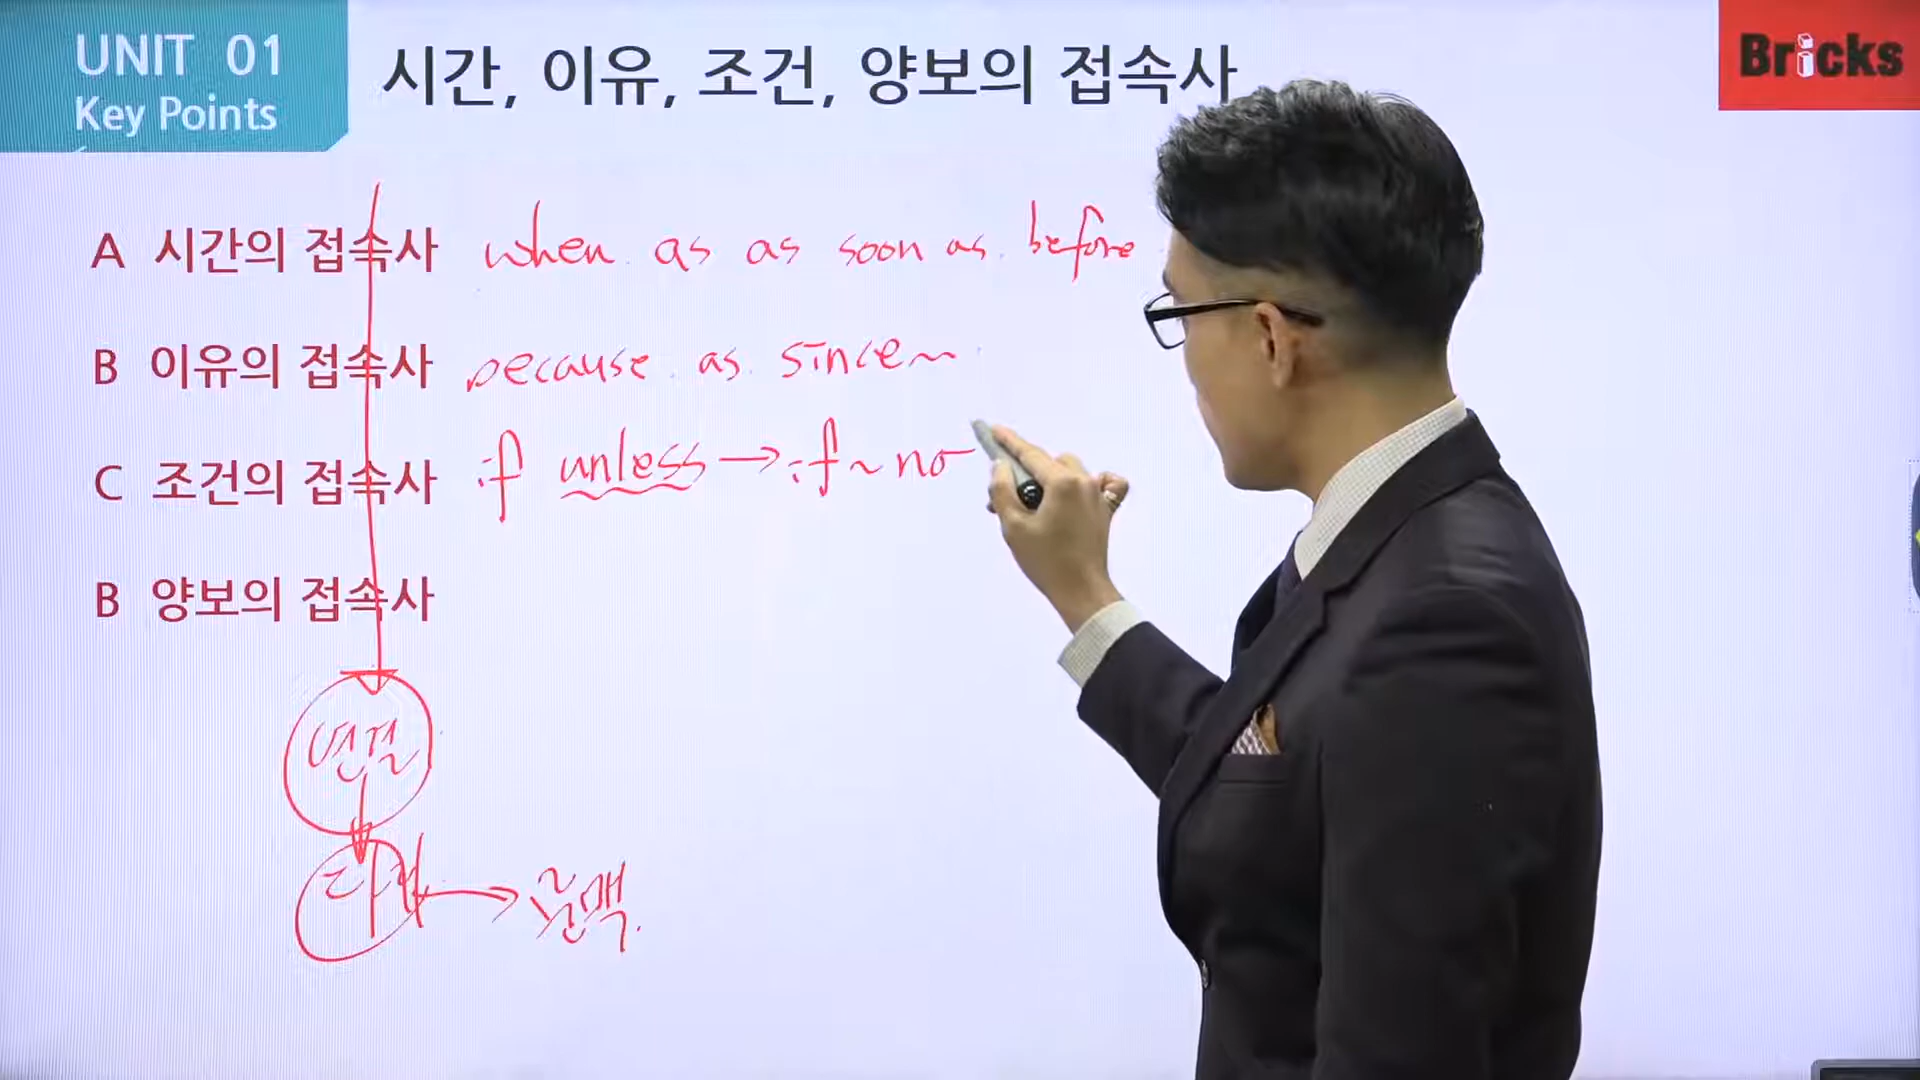 UNIT 01
Key Points
시간, 이유, 조건, 양보의 접속사
Bricks
A 시간의 접속사 when as as soon as before
B 이유의 접속사 because as since~
C 조건의 접속사 if unless → if ~ no
B 양보의 접속사
연결
→ 문맥.